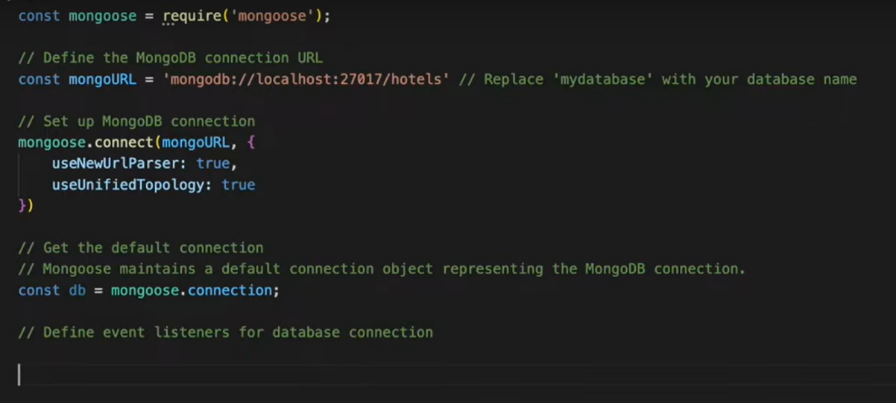 const mongoose = require('mongoose');
// Define the MongoDB connection URL
const mongoURL = 'mongodb://localhost:27017/hotels' // Replace 'mydatabase' with your database name
// Set up MongoDB connection
mongoose.connect(mongoURL, {
    useNewUrlParser: true,
    useUnifiedTopology: true
})
// Get the default connection
// Mongoose maintains a default connection object representing the MongoDB connection.
const db = mongoose.connection;
// Define event listeners for database connection